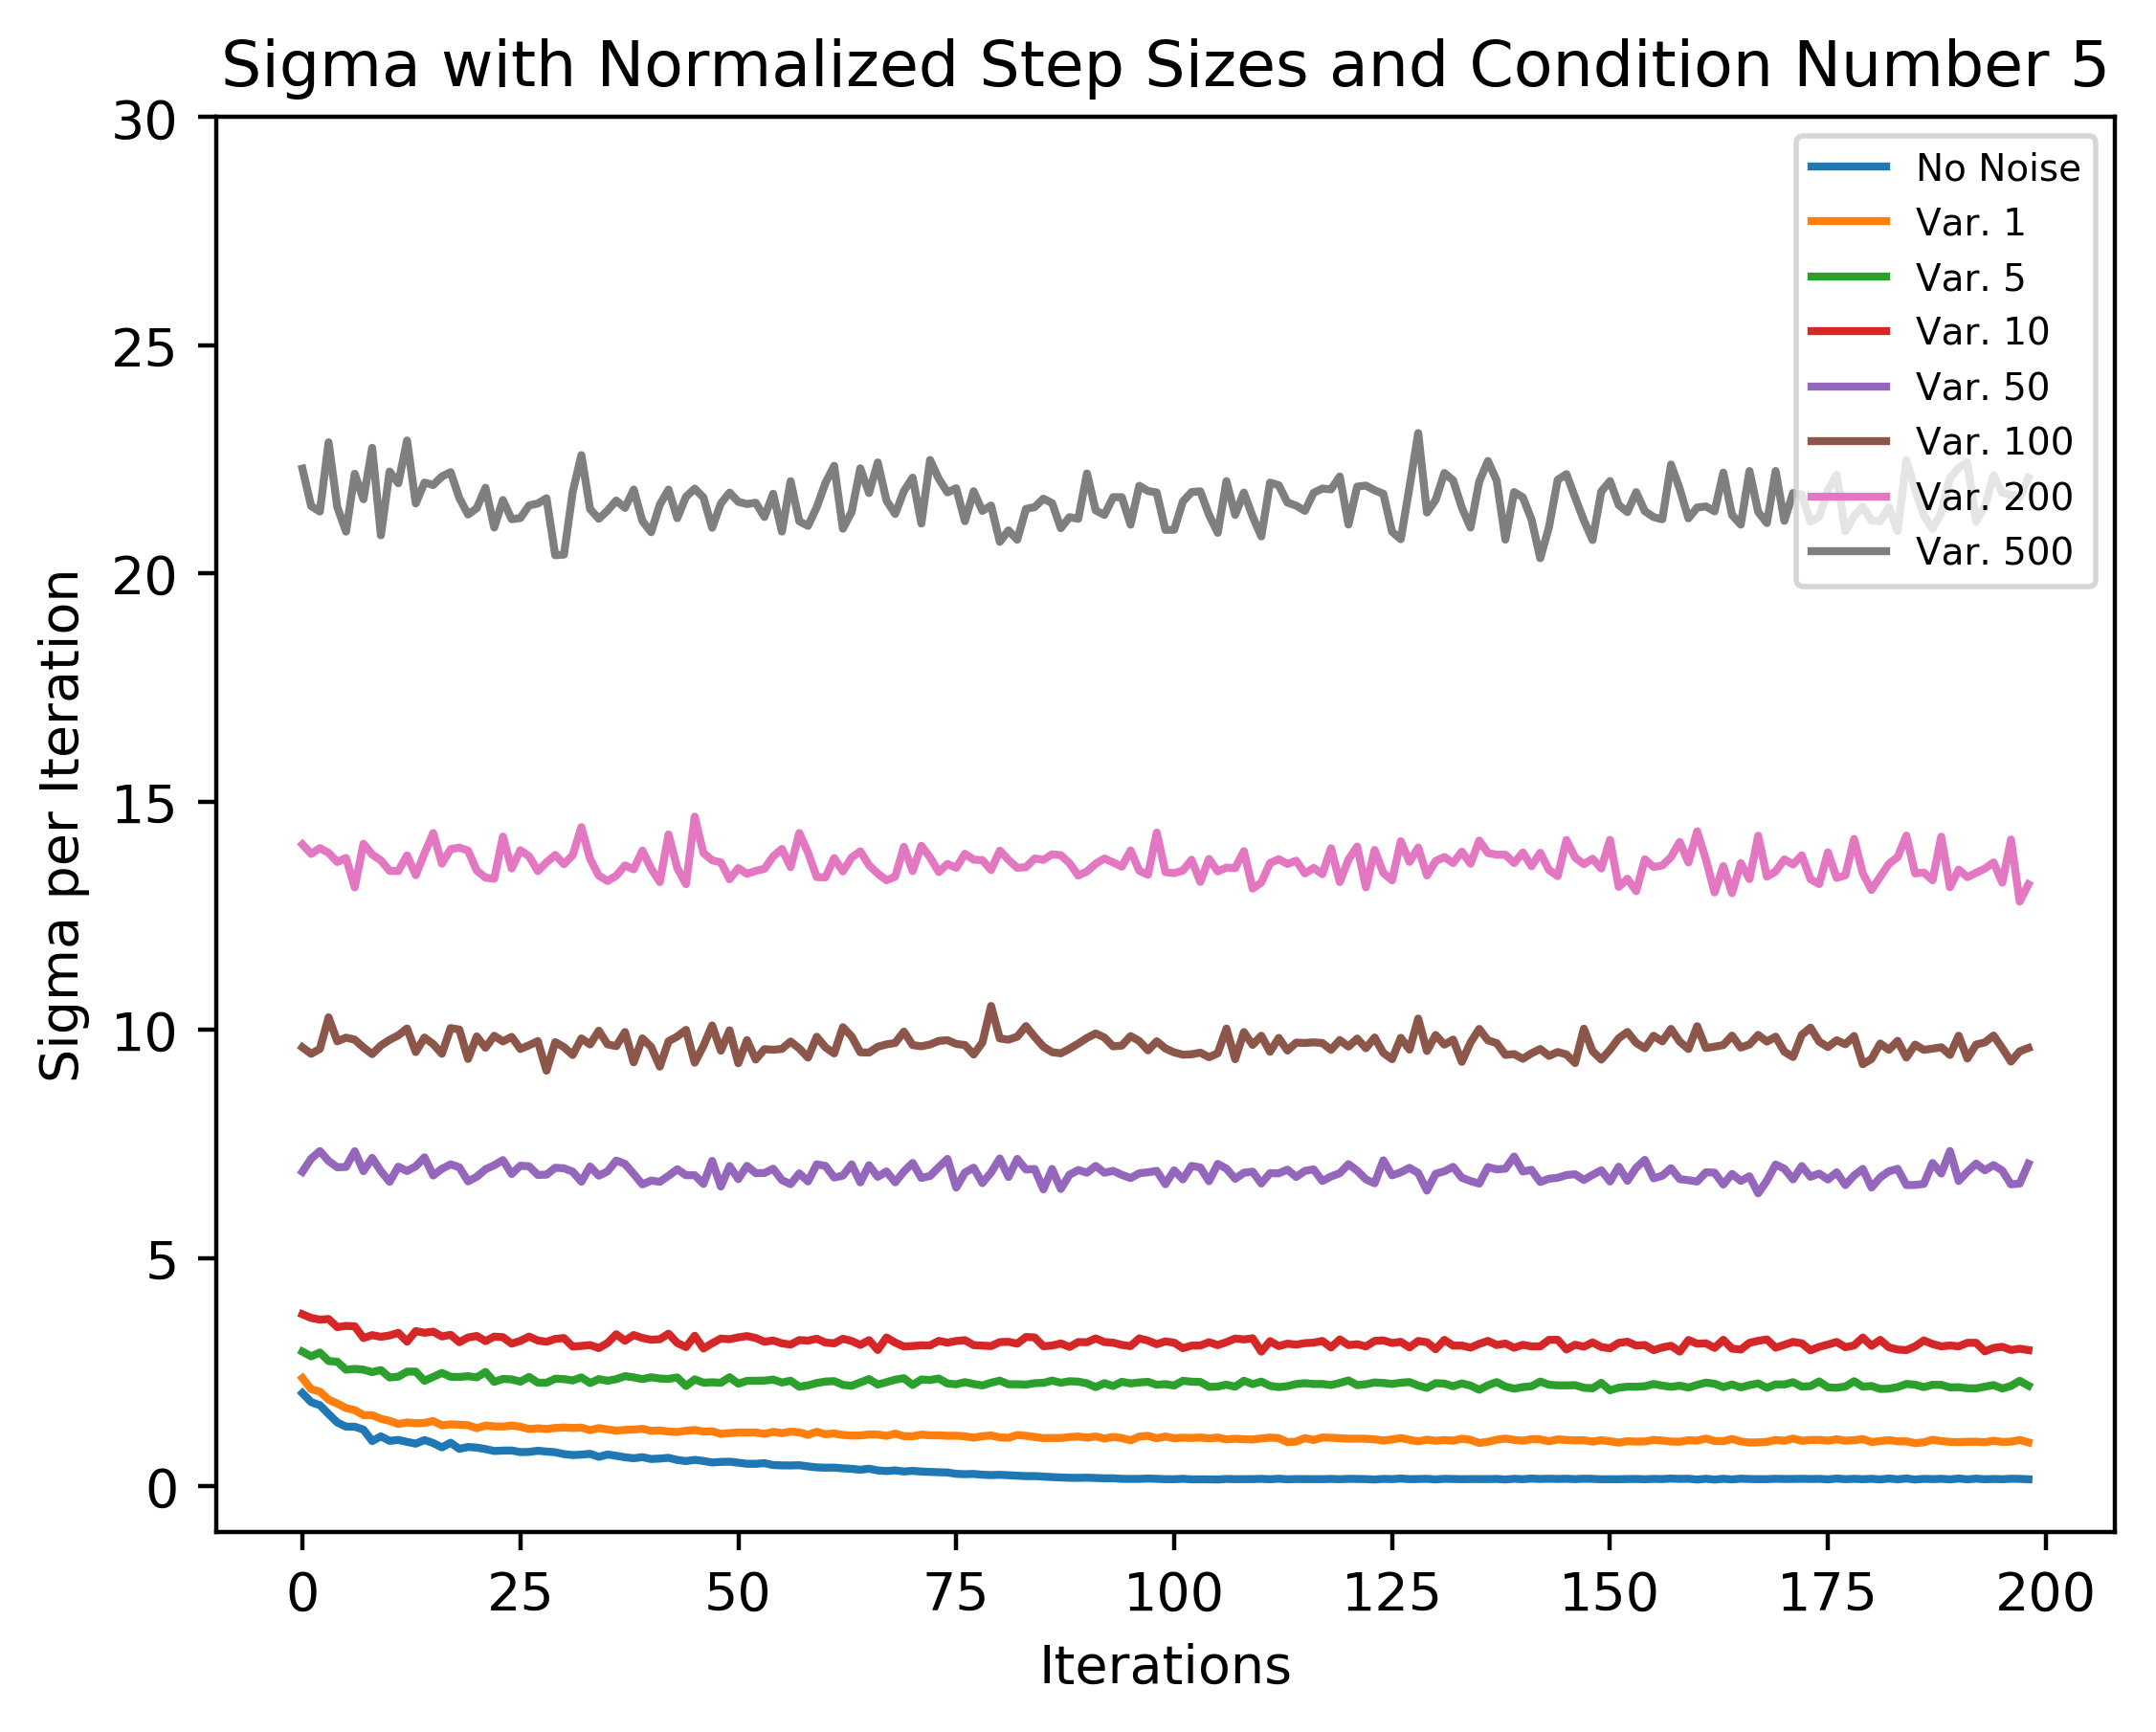 Sigma with Normalized Step Sizes and Condition Number 5
30
25
20
15
10
5
0
Sigma per Iteration
No Noise
Var. 1
Var. 5
Var. 10
Var. 50
Var. 100
Var. 200
Var. 500
0 25 50 75 100 125 150 175 200
Iterations